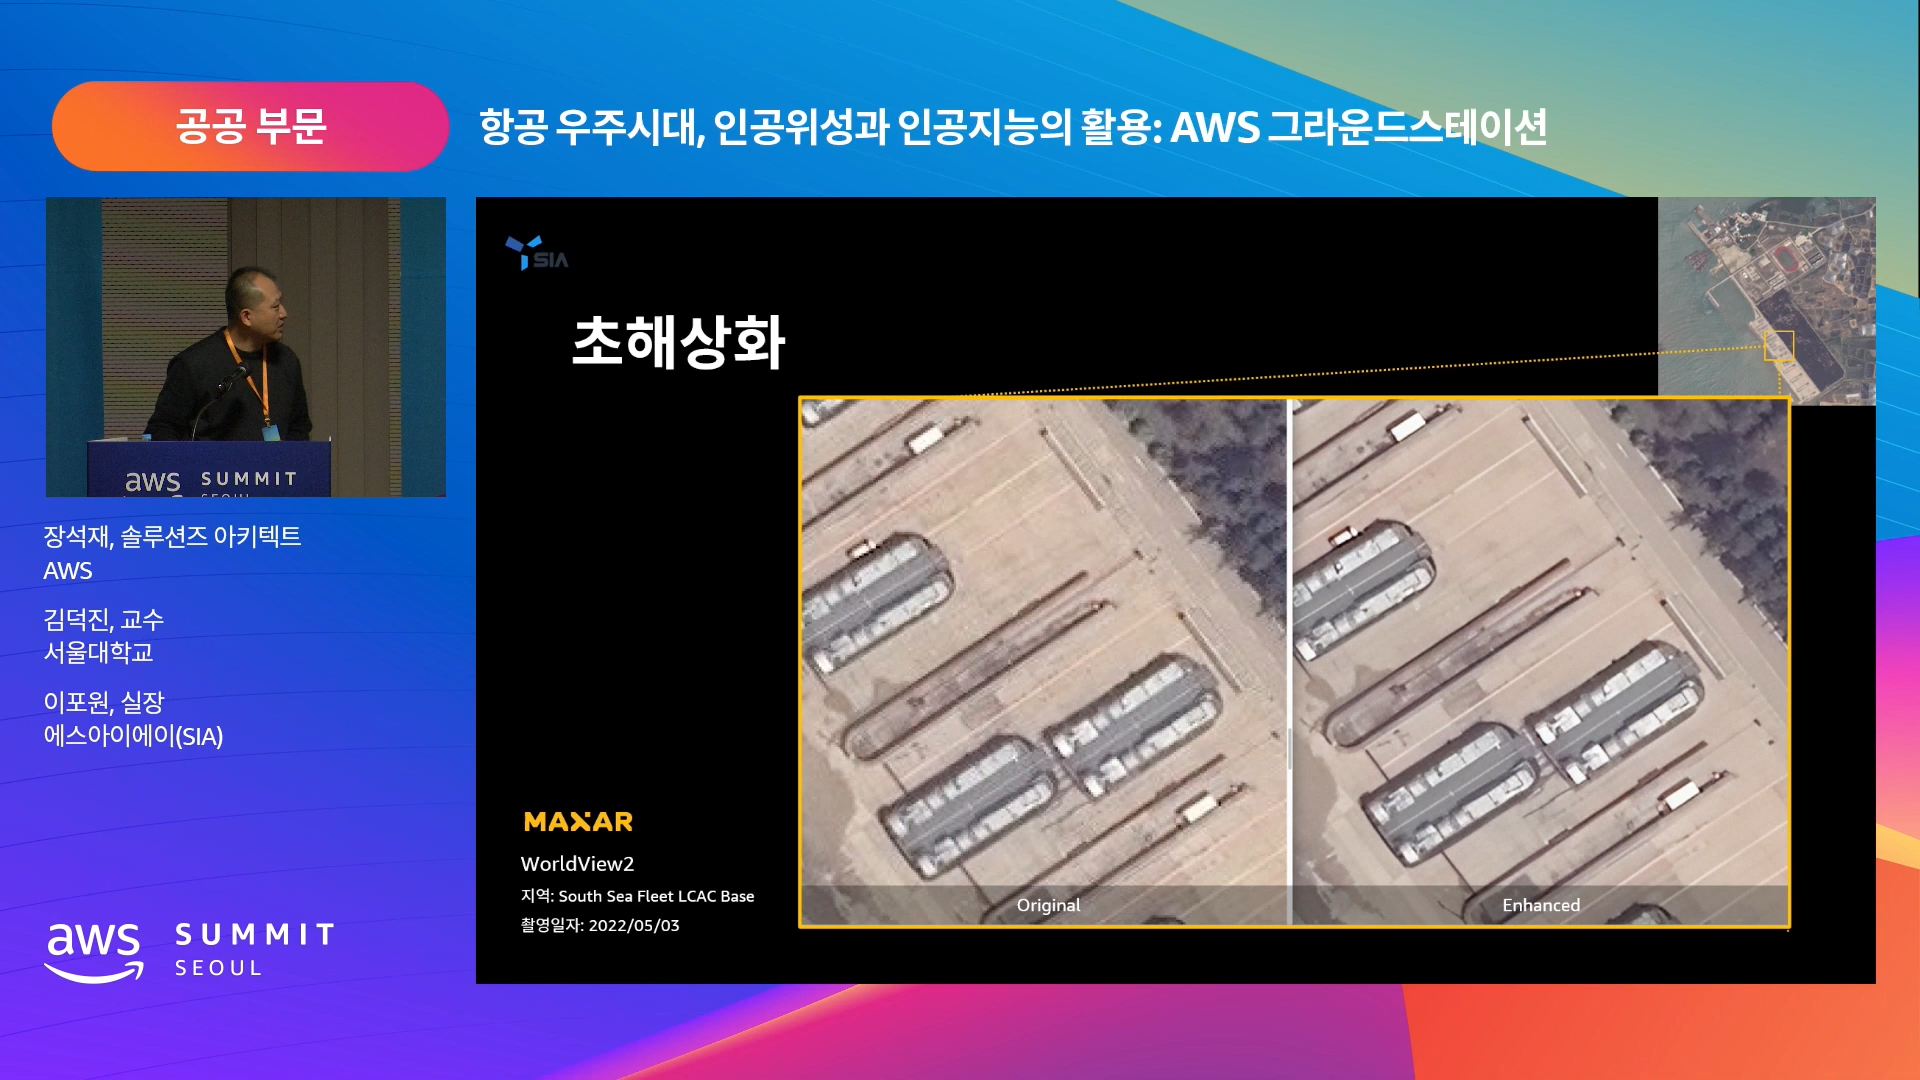 공공 부문
항공 우주시대, 인공위성과 인공지능의 활용: AWS 그라운드스테이션
aws SUMMIT
SEOUL
장석재, 솔루션즈 아키텍트
AWS
김덕진, 교수
서울대학교
이포원, 실장
에스아이에이(SIA)
aws SUMMIT
SEOUL
SIA
초해상화
MAXAR
WorldView2
지역: South Sea Fleet LCAC Base
촬영일자: 2022/05/03
Original
Enhanced